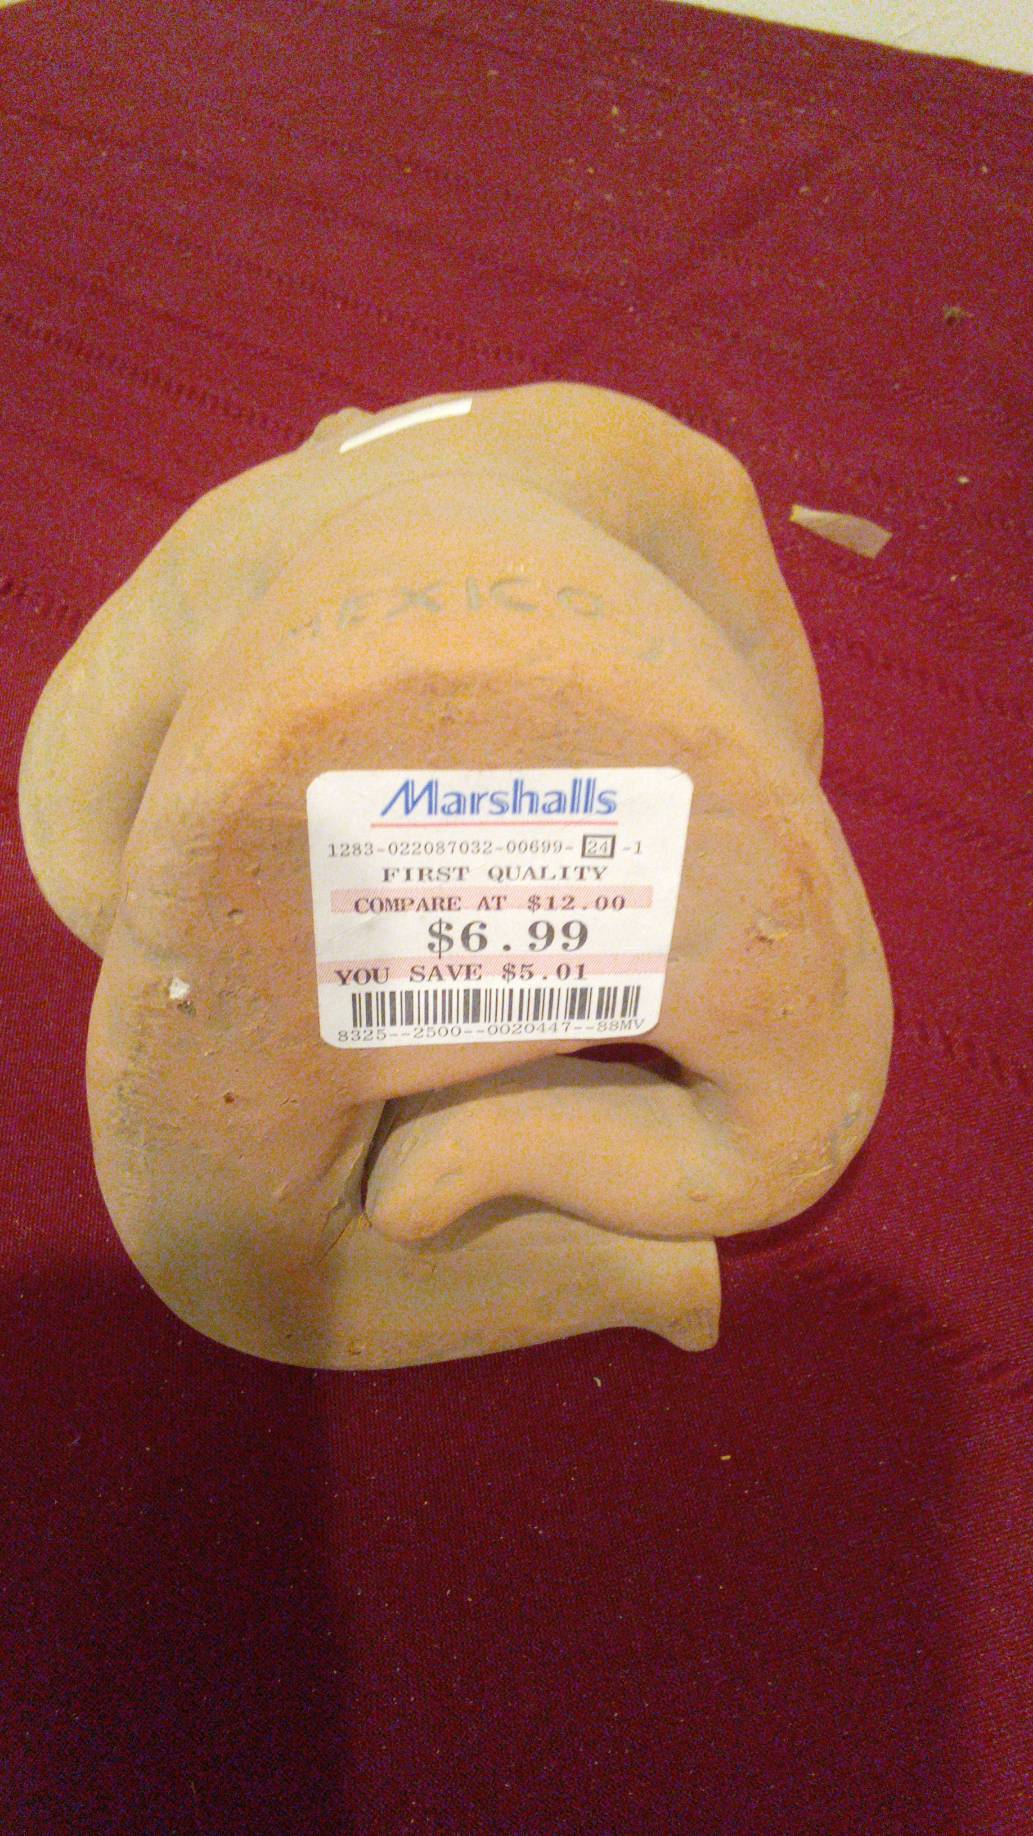 MEXICO
Marshalls
1283-022087032-00699- 24 -1
FIRST QUALITY
COMPARE AT $12.00
$6.99
YOU SAVE $5.01
8325--2500--0020447--88MV